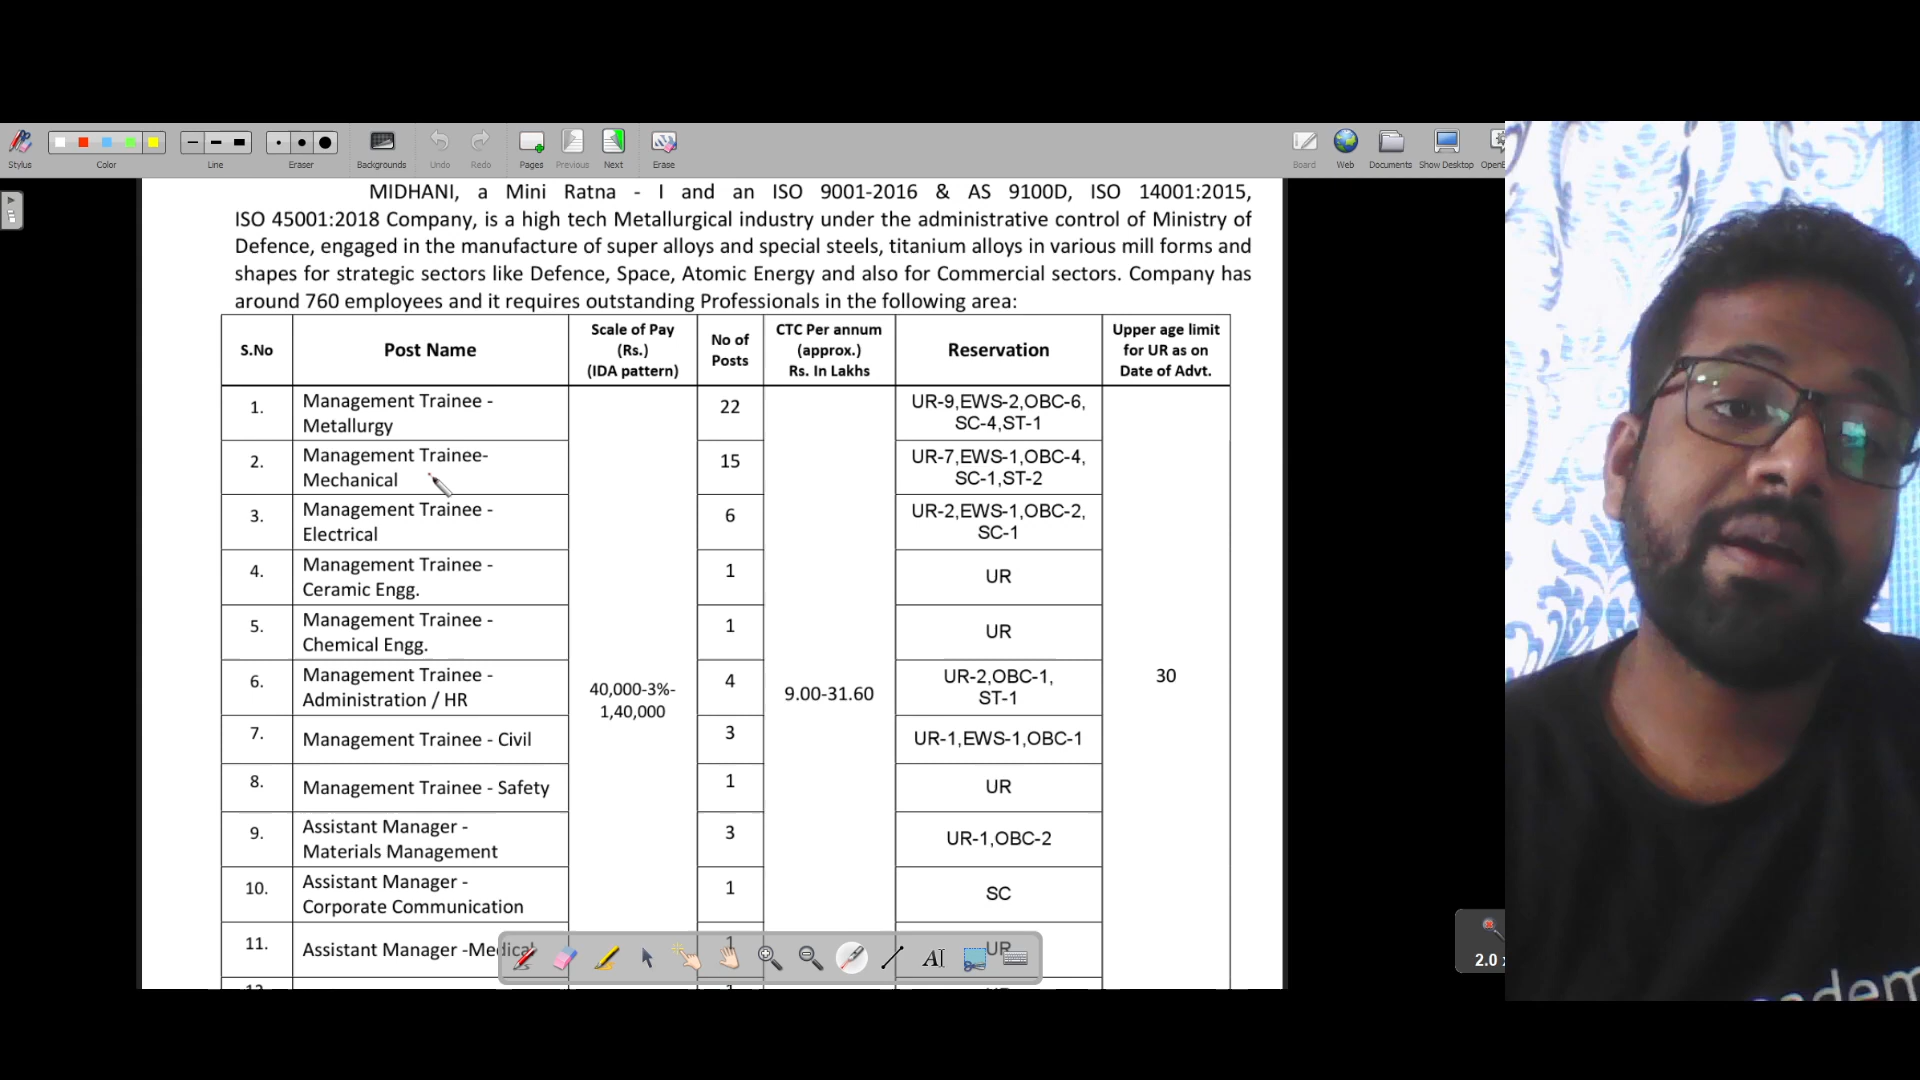 Stylus
Color
Line
Eraser
Backgrounds
Undo
Redo
Pages
Previous
Next
Erase
Board
Web
Documents
Show Desktop
MIDHANI, a Mini Ratna - I and an ISO 9001-2016 & AS 9100D, ISO 14001:2015,
ISO 45001:2018 Company, is a high tech Metallurgical industry under the administrative control of Ministry of
Defence, engaged in the manufacture of super alloys and special steels, titanium alloys in various mill forms and
shapes for strategic sectors like Defence, Space, Atomic Energy and also for Commercial sectors. Company has
around 760 employees and it requires outstanding Professionals in the following area:
S.No
Post Name
Scale of Pay
(Rs.)
(IDA pattern)
No of
Posts
CTC Per annum
(approx.)
Rs. In Lakhs
Reservation
Upper age limit
for UR as on
Date of Advt.
1.
Management Trainee -
Metallurgy
22
UR-9,EWS-2,OBC-6,
SC-4,ST-1
2.
Management Trainee-
Mechanical
15
UR-7,EWS-1,OBC-4,
SC-1,ST-2
3.
Management Trainee -
Electrical
6
UR-2,EWS-1,OBC-2,
SC-1
4.
Management Trainee -
Ceramic Engg.
1
UR
5.
Management Trainee -
Chemical Engg.
1
UR
6.
Management Trainee -
Administration / HR
40,000-3%-
1,40,000
4
9.00-31.60
UR-2,OBC-1,
ST-1
30
7.
Management Trainee - Civil
3
UR-1,EWS-1,OBC-1
8.
Management Trainee - Safety
1
UR
9.
Assistant Manager -
Materials Management
3
UR-1,OBC-2
10.
Assistant Manager -
Corporate Communication
1
SC
11.
Assistant Manager -Medical
1
UR
2.0